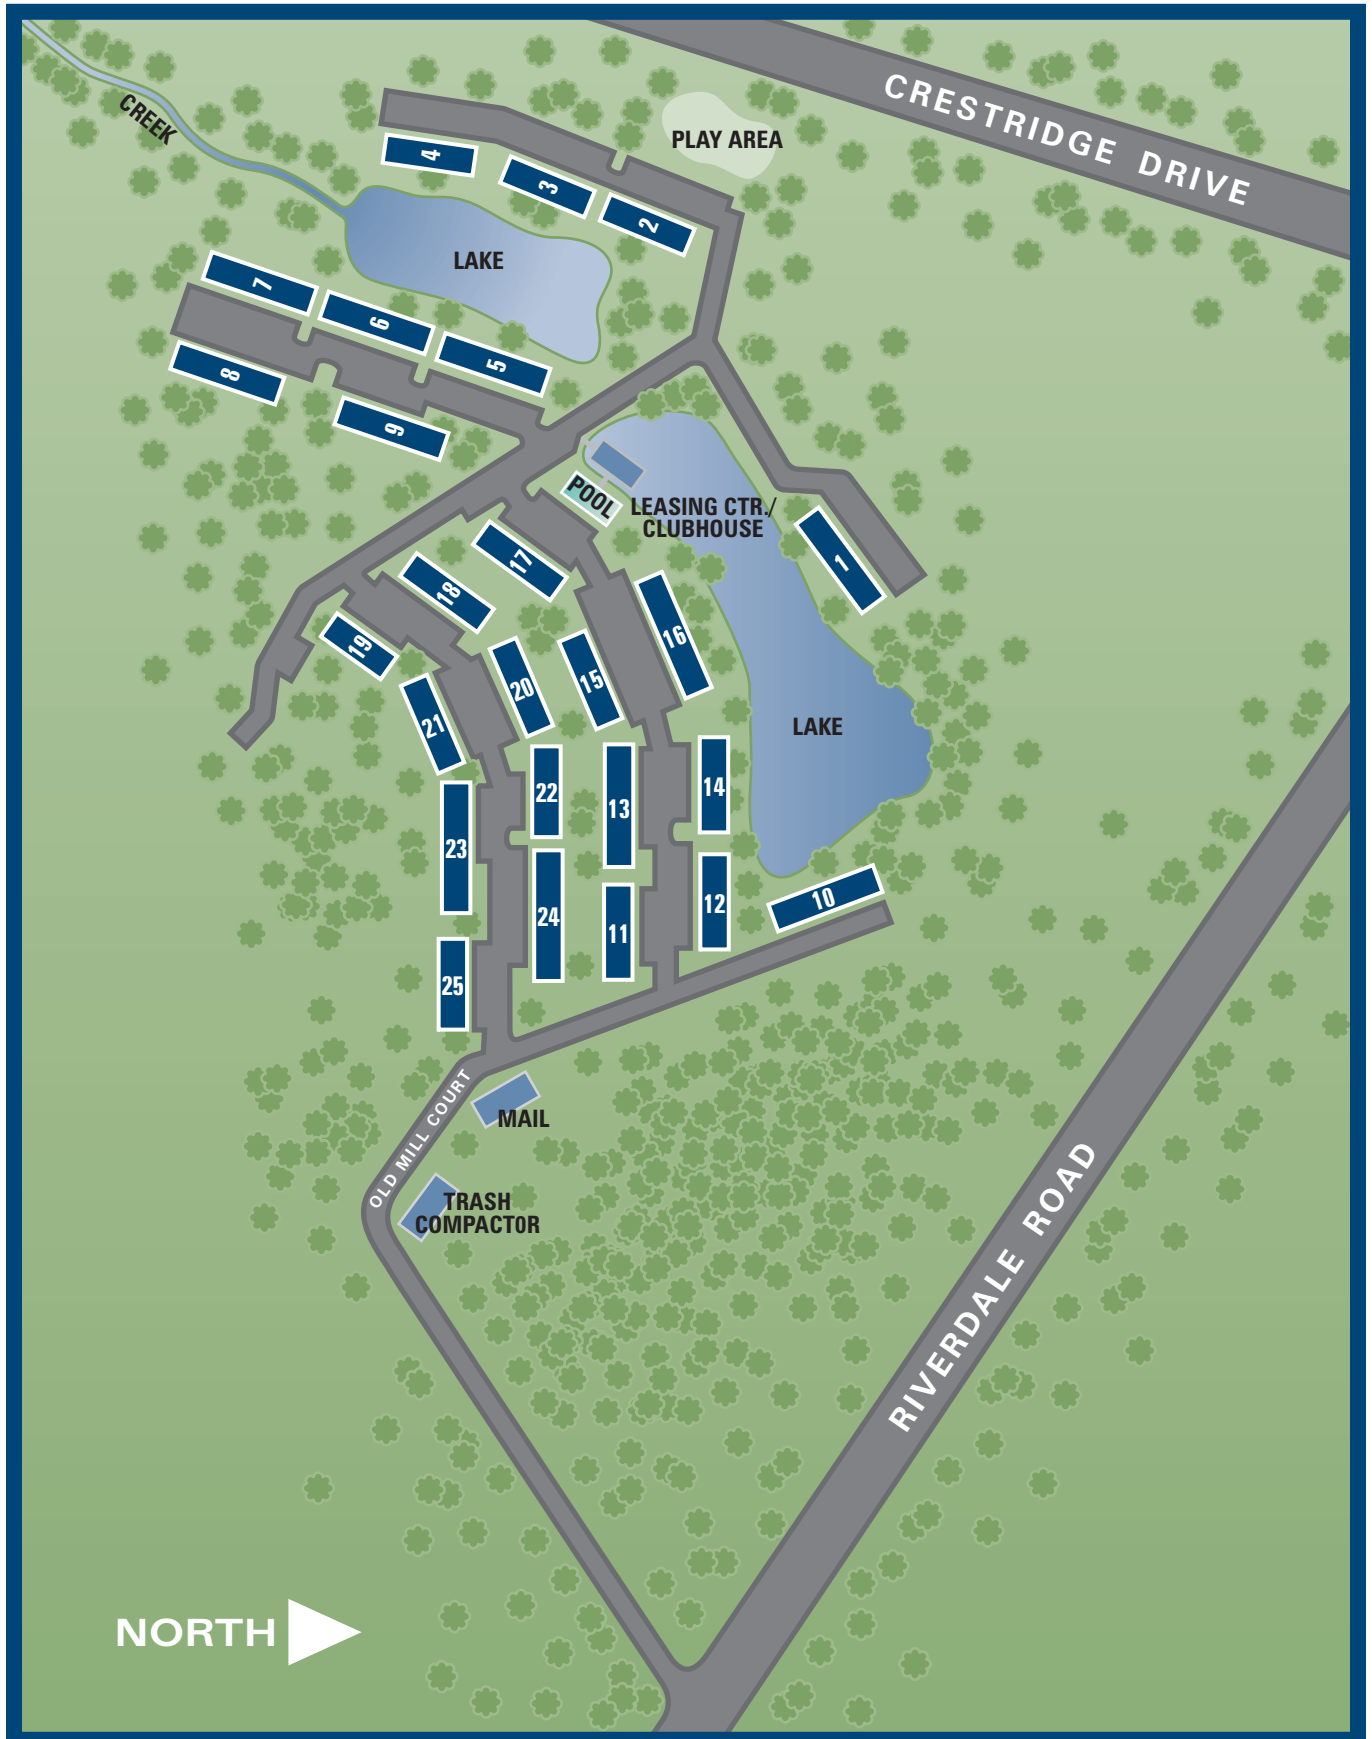 CRESTRIDGE DRIVE
CREEK
PLAY AREA
4
3
2
LAKE
7
6
5
8
9
POOL
LEASING CTR./
CLUBHOUSE
1
17
18
19
16
15
20
21
LAKE
14
22
13
23
12
10
24
11
25
OLD MILL COURT
MAIL
TRASH
COMPACTOR
RIVERDALE ROAD
NORTH